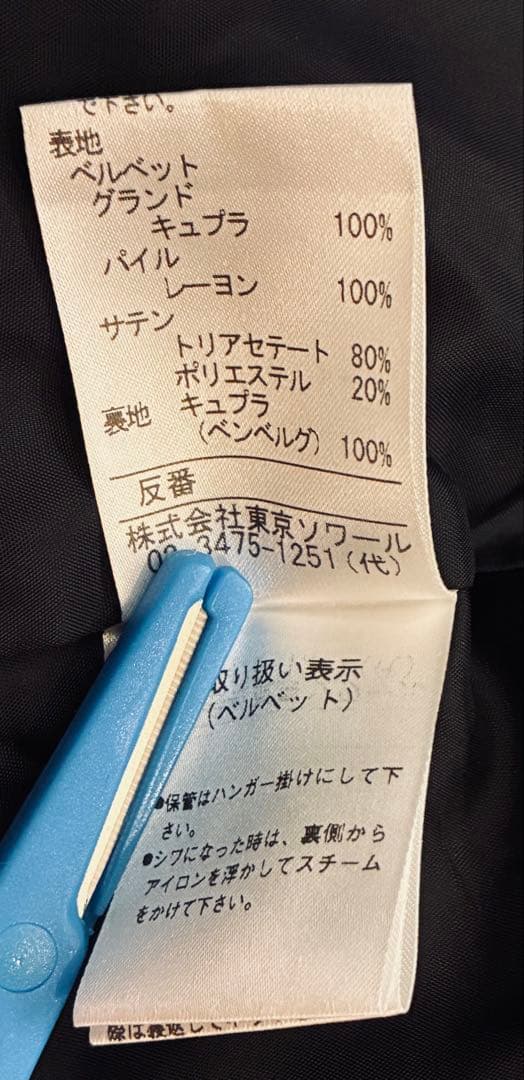 で下さい。
表地
ベルベット
グランド
キュプラ 100%
パイル
レーヨン 100%
サテン
トリアセテート 80%
ポリエステル 20%
裏地 キュプラ
(ベンベルグ) 100%
反番
株式会社東京ソワール
03-3475-1251(代)
取り扱い表示
(ベルベット)
●保管はハンガー掛けにして下
さい。
●シワになった時は、裏側から
アイロンを浮かしてスチーム
をかけて下さい。